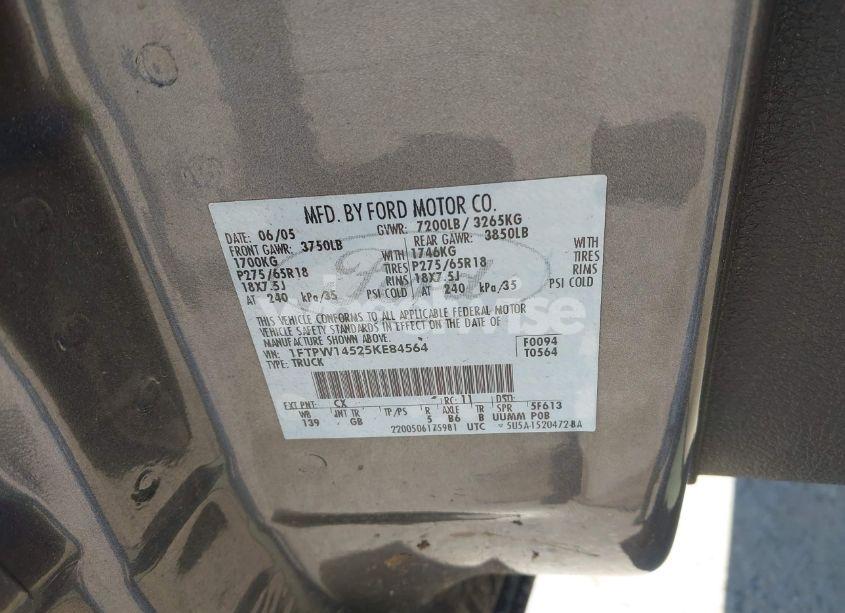 MFD. BY FORD MOTOR CO.
DATE: 06/05 GVWR: 7200LB/ 3265KG
FRONT GAWR: 3750LB REAR GAWR: 3850LB
1700KG WITH 1746KG WITH
P275/65R18 TIRES P275/65R18 TIRES
18X7.5J RIMS 18X7.5J RIMS
AT 240 kPa/35 PSI COLD AT 240 kPa/35 PSI COLD
THIS VEHICLE CONFORMS TO ALL APPLICABLE FEDERAL MOTOR
VEHICLE SAFETY STANDARDS IN EFFECT ON THE DATE OF
MANUFACTURE SHOWN ABOVE.
VIN: 1FTPW14525KE84564 F0094
TYPE: TRUCK T0564
EXT PNT: CX RC: 11 DSO:
WB INT TR TP/PS R AXLE TR SPR 5F613
139 GB 5 B6 B UUMM POB
2200506175981 UTC 5U5A-1520472-BA